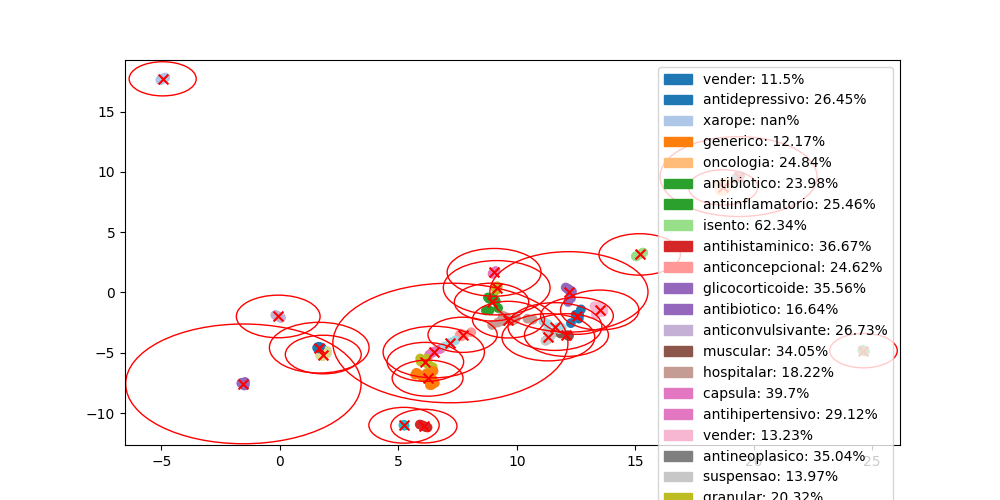 vender: 11.5%
antidepressivo: 26.45%
xarope: nan%
generico: 12.17%
oncologia: 24.84%
antibiotico: 23.98%
antiinflamatorio: 25.46%
isento: 62.34%
antihistaminico: 36.67%
anticoncepcional: 24.62%
glicocorticoide: 35.56%
antibiotico: 16.64%
anticonvulsivante: 26.73%
muscular: 34.05%
hospitalar: 18.22%
capsula: 39.7%
antihipertensivo: 29.12%
vender: 13.23%
antineoplasico: 35.04%
suspensao: 13.97%
granular: 20.32%
15
10
5
0
−5
−10
−5 0 5 10 15 20 25